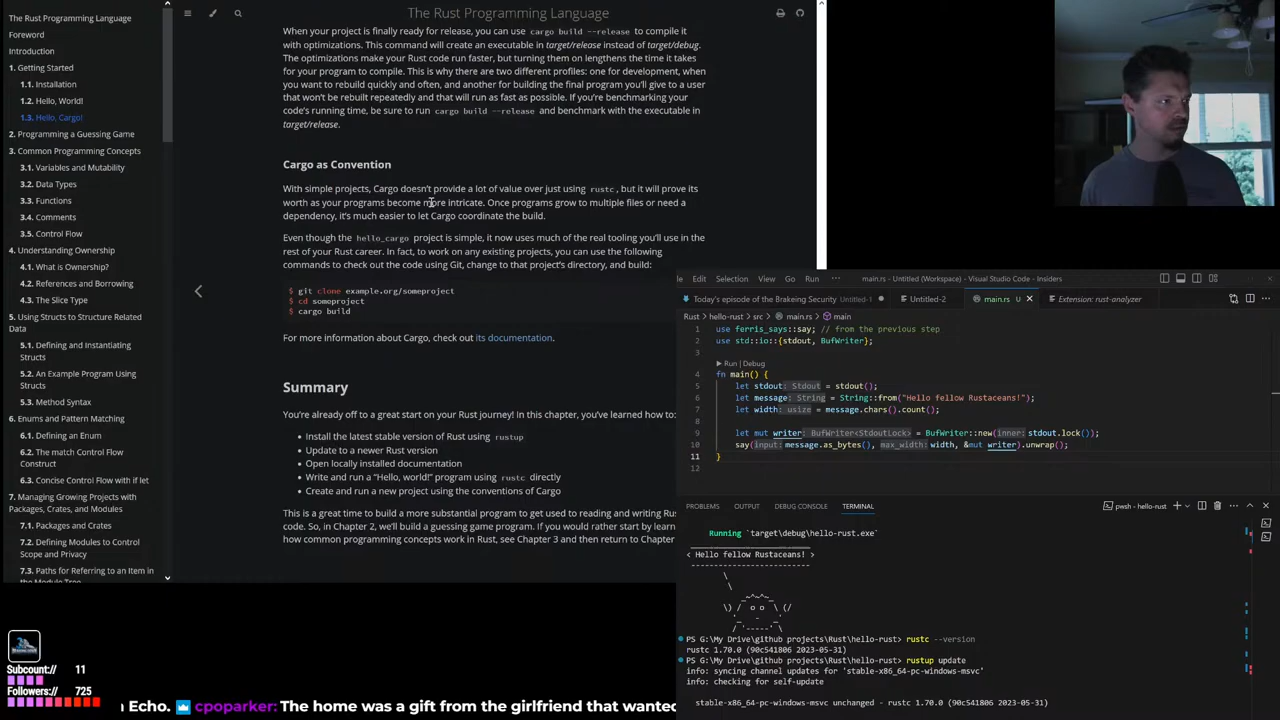 The Rust Programming Language
Foreword
Introduction
1. Getting Started
1.1. Installation
1.2. Hello, World!
1.3. Hello, Cargo!
2. Programming a Guessing Game
3. Common Programming Concepts
3.1. Variables and Mutability
3.2. Data Types
3.3. Functions
3.4. Comments
3.5. Control Flow
4. Understanding Ownership
4.1. What is Ownership?
4.2. References and Borrowing
4.3. The Slice Type
5. Using Structs to Structure Related
Data
5.1. Defining and Instantiating
Structs
5.2. An Example Program Using
Structs
5.3. Method Syntax
6. Enums and Pattern Matching
6.1. Defining an Enum
6.2. The match Control Flow
Construct
6.3. Concise Control Flow with if let
7. Managing Growing Projects with
Packages, Crates, and Modules
7.1. Packages and Crates
7.2. Defining Modules to Control
Scope and Privacy
7.3. Paths for Referring to an Item in
the Module Tree
The Rust Programming Language
When your project is finally ready for release, you can use cargo build --release to compile it
with optimizations. This command will create an executable in target/release instead of target/debug.
The optimizations make your Rust code run faster, but turning them on lengthens the time it takes
for your program to compile. This is why there are two different profiles: one for development, when
you want to rebuild quickly and often, and another for building the final program you'll give to a user
that won't be rebuilt repeatedly and that will run as fast as possible. If you're benchmarking your
code's running time, be sure to run cargo build --release and benchmark with the executable in
target/release.
Cargo as Convention
With simple projects, Cargo doesn't provide a lot of value over just using rustc, but it will prove its
worth as your programs become more intricate. Once programs grow to multiple files or need a
dependency, it's much easier to let Cargo coordinate the build.
Even though the hello_cargo project is simple, it now uses much of the real tooling you'll use in the
rest of your Rust career. In fact, to work on any existing projects, you can use the following
commands to check out the code using Git, change to that project's directory, and build:
$ git clone example.org/someproject
$ cd someproject
$ cargo build
For more information about Cargo, check out its documentation.
Summary
You're already off to a great start on your Rust journey! In this chapter, you've learned how to:
• Install the latest stable version of Rust using rustup
• Update to a newer Rust version
• Open locally installed documentation
• Write and run a "Hello, world!" program using rustc directly
• Create and run a new project using the conventions of Cargo
This is a great time to build a more substantial program to get used to reading and writing Rus
code. So, in Chapter 2, we'll build a guessing game program. If you would rather start by learn
how common programming concepts work in Rust, see Chapter 3 and then return to Chapter
Edit Selection View Go Run ··· main.rs - Untitled (Workspace) - Visual Studio Code - Insiders
Today's episode of the Brakeing Security Untitled-1 Untitled-2 main.rs U Extension: rust-analyzer
Rust > hello-rust > src > main.rs > main
1 use ferris_says::say; // from the previous step
2 use std::io::{stdout, BufWriter};
3
Run | Debug
4 fn main() {
5 let stdout: Stdout = stdout();
6 let message: String = String::from("Hello fellow Rustaceans!");
7 let width: usize = message.chars().count();
8
9 let mut writer: BufWriter<StdoutLock> = BufWriter::new(inner: stdout.lock());
10 say(input: message.as_bytes(), max_width: width, &mut writer).unwrap();
11 }
12
PROBLEMS OUTPUT DEBUG CONSOLE TERMINAL pwsh - hello-rust
Running `target\debug\hello-rust.exe`
__________________________
< Hello fellow Rustaceans! >
--------------------------
\
\
_~^~^~_
\) / o o \ (/
'_ - _'
/ '-----' \
PS G:\My Drive\github projects\Rust\hello-rust> rustc --version
rustc 1.70.0 (90c541806 2023-05-31)
PS G:\My Drive\github projects\Rust\hello-rust> rustup update
info: syncing channel updates for 'stable-x86_64-pc-windows-msvc'
info: checking for self-update
stable-x86_64-pc-windows-msvc unchanged - rustc 1.70.0 (90c541806 2023-05-31)
Subcount// 11
Followers// 725
n Echo. cpoparker: The home was a gift from the girlfriend that wanted